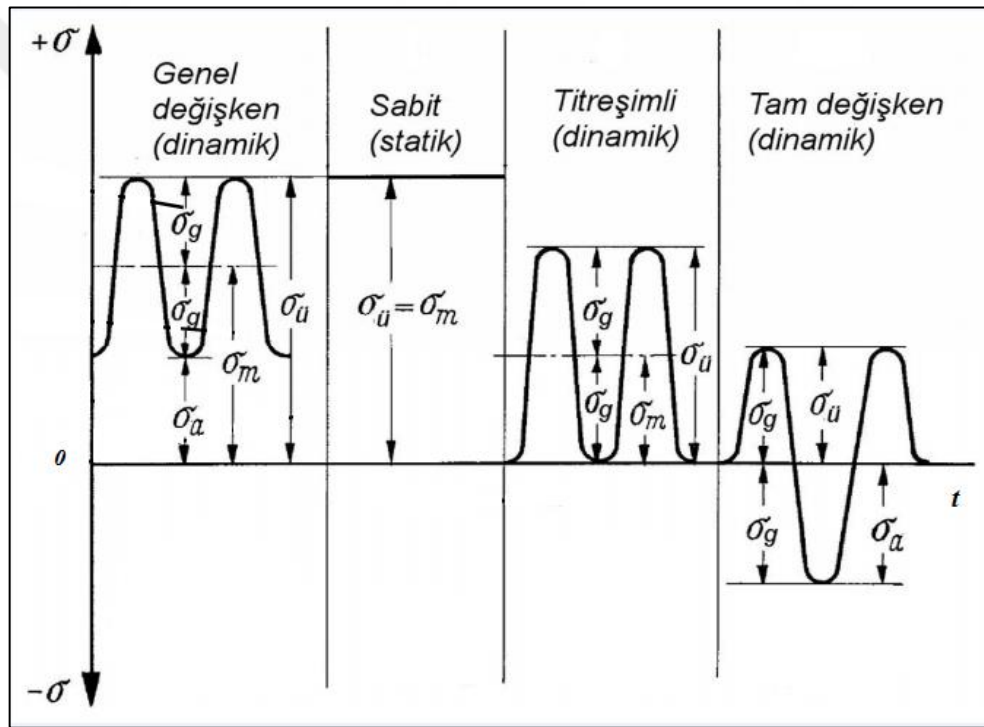 +σ
Genel
değişken
(dinamik)
Sabit
(statik)
Titreşimli
(dinamik)
Tam değişken
(dinamik)
σg
σg
σü
σm
σa
σü = σm
σg
σü
σg
σm
σg
σü
σg
σa
0
t
-σ